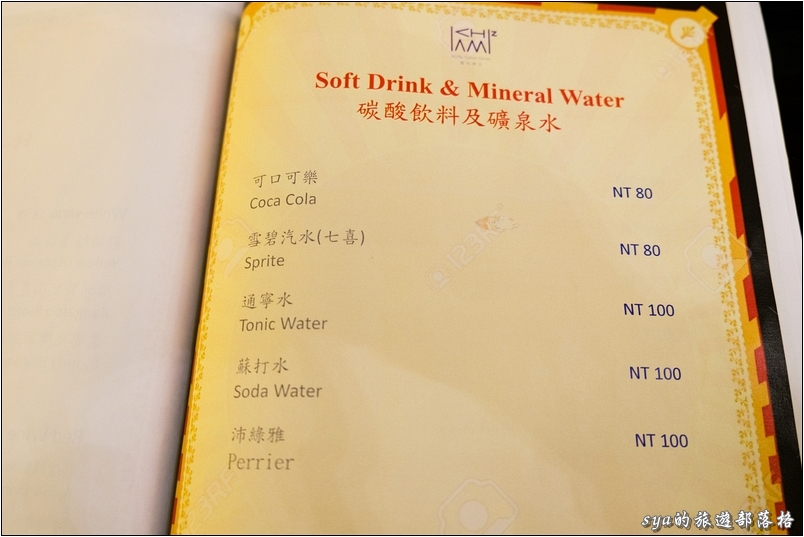 KHZ
AMI
Soft Drink & Mineral Water
碳酸飲料及礦泉水
可口可樂
Coca Cola
NT 80
雪碧汽水(七喜)
Sprite
NT 80
通寧水
Tonic Water
NT 100
蘇打水
Soda Water
NT 100
沛綠雅
Perrier
NT 100
123RF
sya的旅遊部落格